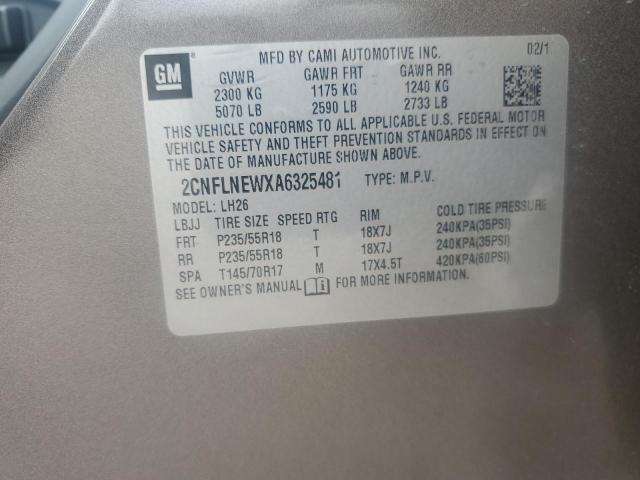 GM
MFD BY CAMI AUTOMOTIVE INC. 02/1
GVWR GAWR FRT GAWR RR
2300 KG 1175 KG 1240 KG
5070 LB 2590 LB 2733 LB
THIS VEHICLE CONFORMS TO ALL APPLICABLE U.S. FEDERAL MOTOR
VEHICLE SAFETY AND THEFT PREVENTION STANDARDS IN EFFECT ON
THE DATE OF MANUFACTURE SHOWN ABOVE.
2CNFLNEWXA6325481 TYPE: M.P.V.
MODEL: LH26
LBJJ TIRE SIZE SPEED RTG RIM COLD TIRE PRESSURE
FRT P235/55R18 T 18X7J 240KPA(35PSI)
RR P235/55R18 T 18X7J 240KPA(35PSI)
SPA T145/70R17 M 17X4.5T 420KPA(60PSI)
SEE OWNER'S MANUAL FOR MORE INFORMATION.